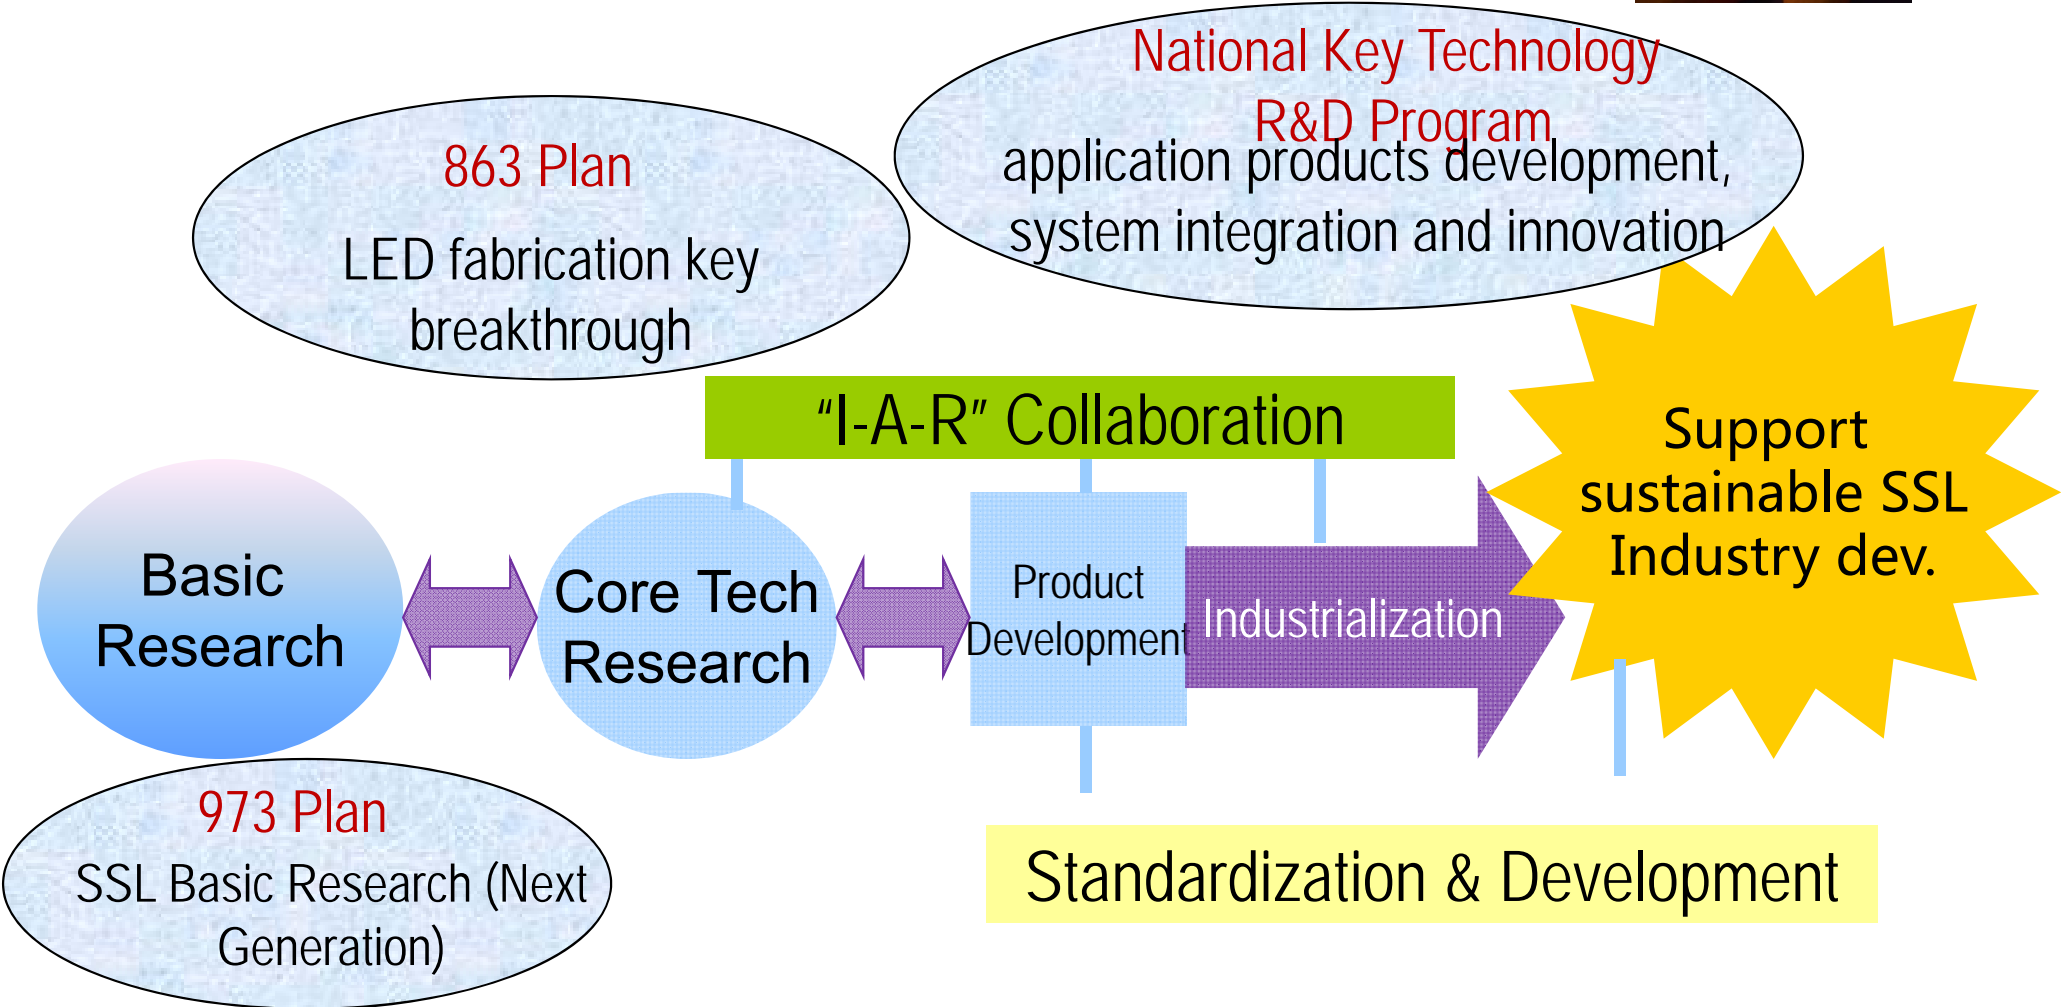 National Key Technology
R&D Program
application products development,
system integration and innovation
863 Plan
LED fabrication key
breakthrough
“I-A-R” Collaboration
Support
sustainable SSL
Industry dev.
Basic
Research
Core Tech
Research
Product
Development
Industrialization
973 Plan
SSL Basic Research (Next
Generation)
Standardization & Development